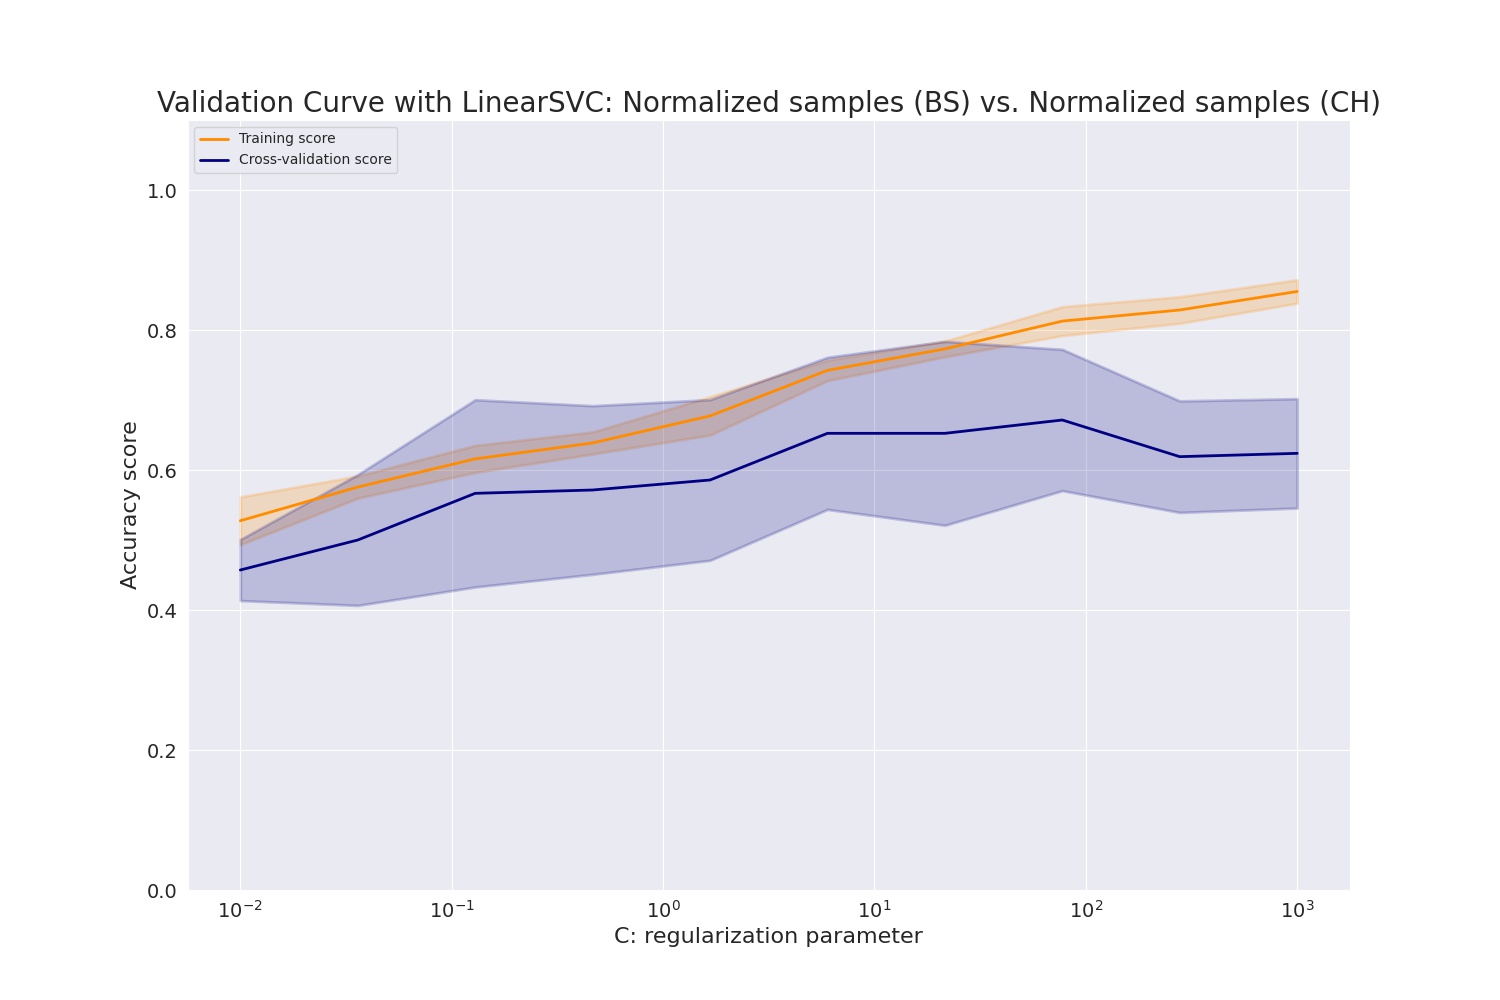 Validation Curve with LinearSVC: Normalized samples (BS) vs. Normalized samples (CH)
Training score
Cross-validation score
1.0
0.8
0.6
0.4
0.2
0.0
Accuracy score
10⁻² 10⁻¹ 10⁰ 10¹ 10² 10³
C: regularization parameter